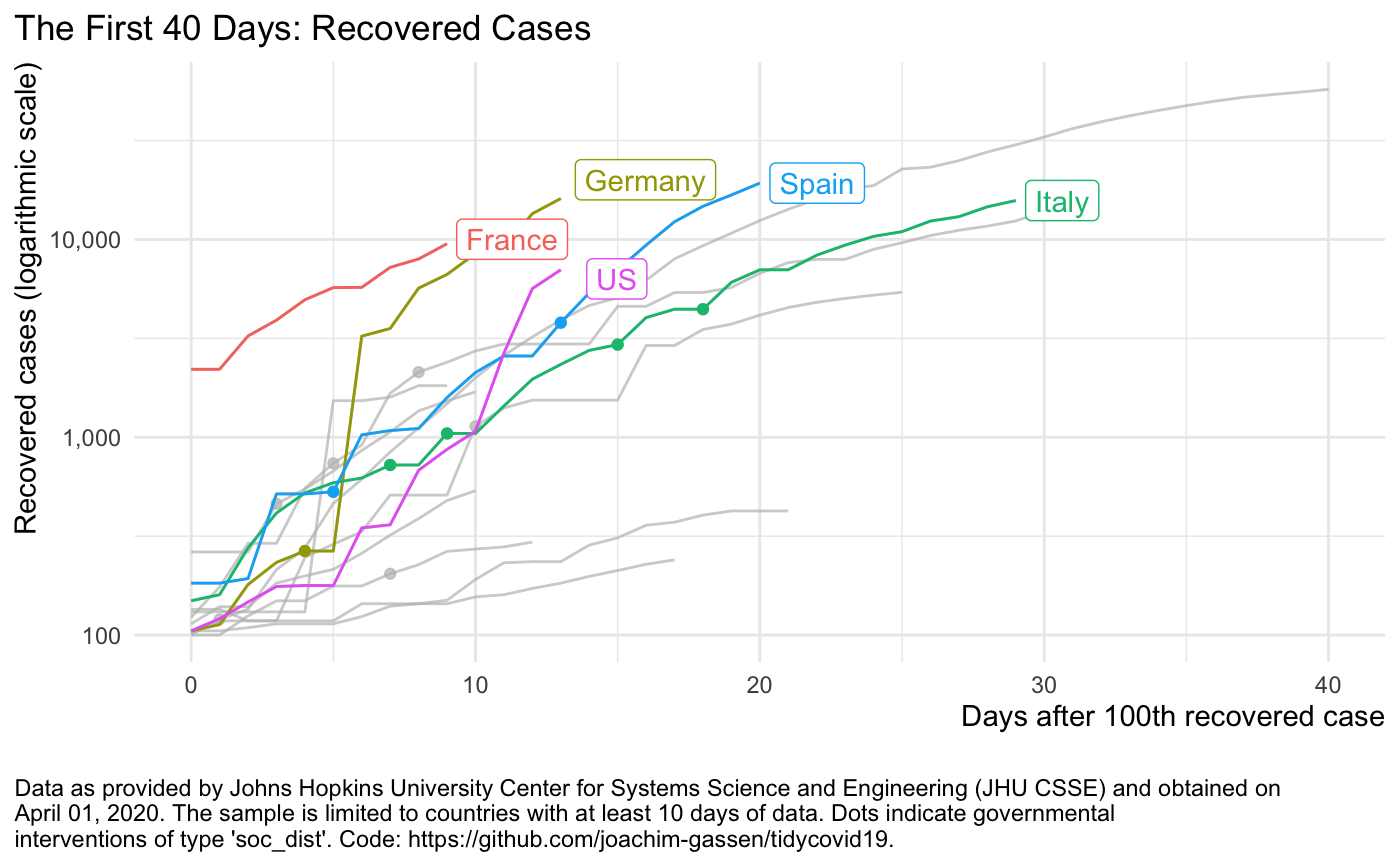 The First 40 Days: Recovered Cases
Recovered cases (logarithmic scale)
Germany
Spain
Italy
France
US
10,000
1,000
100
0 10 20 30 40
Days after 100th recovered case
Data as provided by Johns Hopkins University Center for Systems Science and Engineering (JHU CSSE) and obtained on
April 01, 2020. The sample is limited to countries with at least 10 days of data. Dots indicate governmental
interventions of type 'soc_dist'. Code: https://github.com/joachim-gassen/tidycovid19.